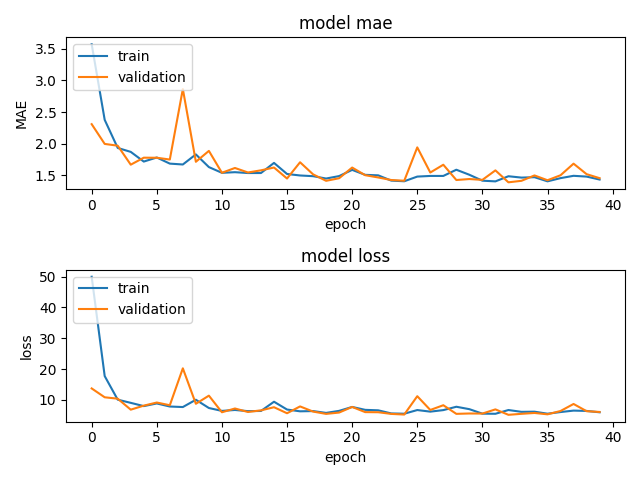 model mae
3.5
3.0
2.5
2.0
1.5
MAE
train
validation
0 5 10 15 20 25 30 35 40
epoch
model loss
50
40
30
20
10
loss
train
validation
0 5 10 15 20 25 30 35 40
epoch